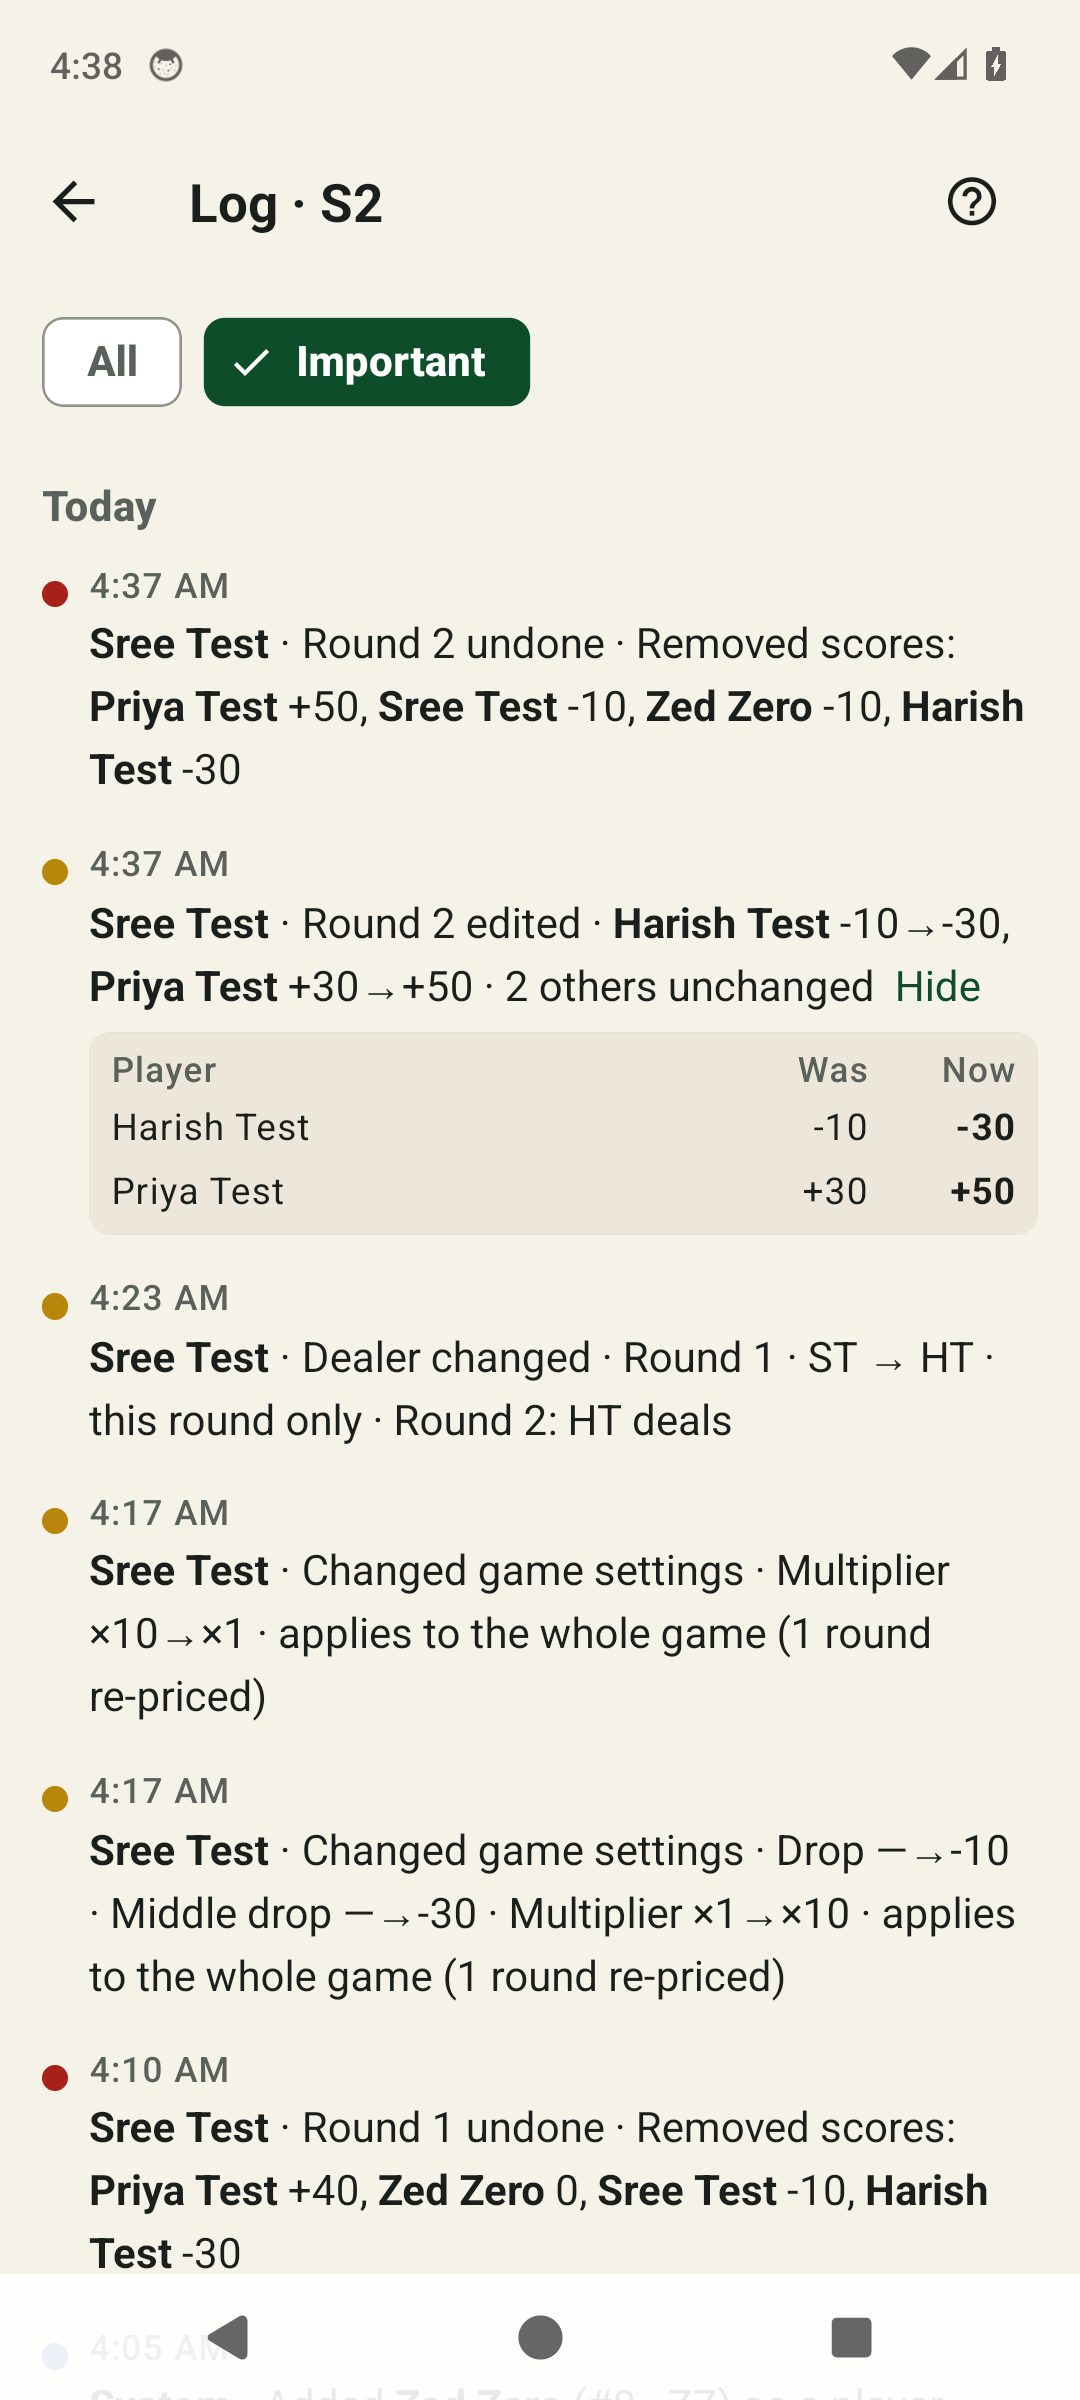 4:38
Log · S2
All
Important
Today
4:37 AM
Sree Test · Round 2 undone · Removed scores:
Priya Test +50, Sree Test -10, Zed Zero -10, Harish
Test -30
4:37 AM
Sree Test · Round 2 edited · Harish Test -10→-30,
Priya Test +30→+50 · 2 others unchanged Hide
Player Was Now
Harish Test -10 -30
Priya Test +30 +50
4:23 AM
Sree Test · Dealer changed · Round 1 · ST → HT ·
this round only · Round 2: HT deals
4:17 AM
Sree Test · Changed game settings · Multiplier
×10→×1 · applies to the whole game (1 round
re-priced)
4:17 AM
Sree Test · Changed game settings · Drop —→-10
· Middle drop —→-30 · Multiplier ×1→×10 · applies
to the whole game (1 round re-priced)
4:10 AM
Sree Test · Round 1 undone · Removed scores:
Priya Test +40, Zed Zero 0, Sree Test -10, Harish
Test -30
4:05 AM